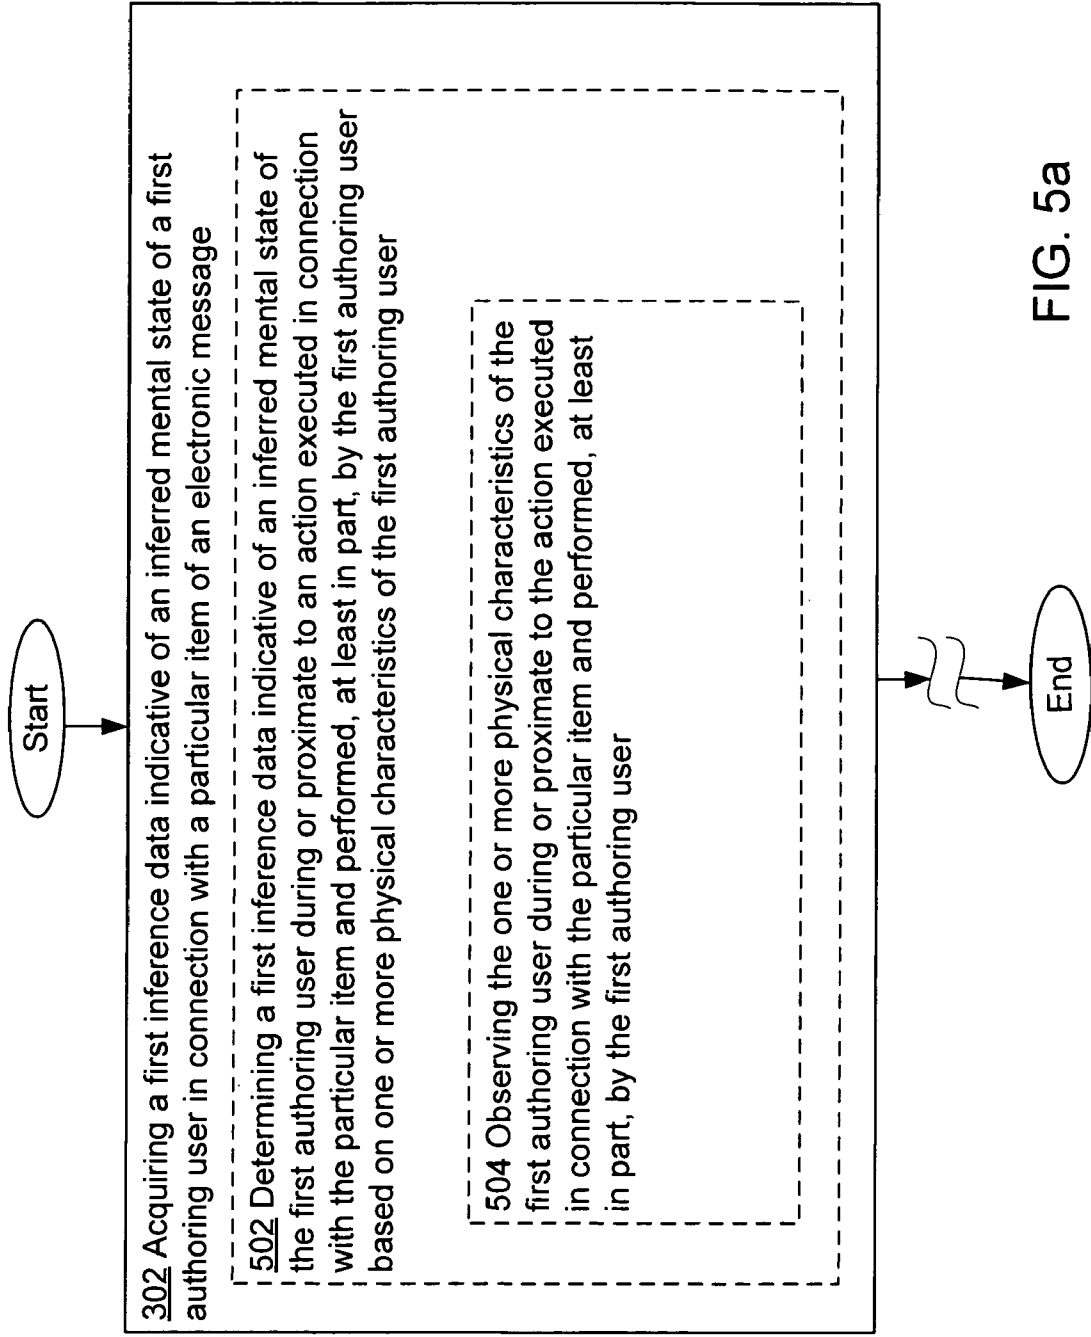 Start
302 Acquiring a first inference data indicative of an inferred mental state of a first
authoring user in connection with a particular item of an electronic message
502 Determining a first inference data indicative of an inferred mental state of
the first authoring user during or proximate to an action executed in connection
with the particular item and performed, at least in part, by the first authoring user
based on one or more physical characteristics of the first authoring user
504 Observing the one or more physical characteristics of the
first authoring user during or proximate to the action executed
in connection with the particular item and performed, at least
in part, by the first authoring user
End
FIG. 5a